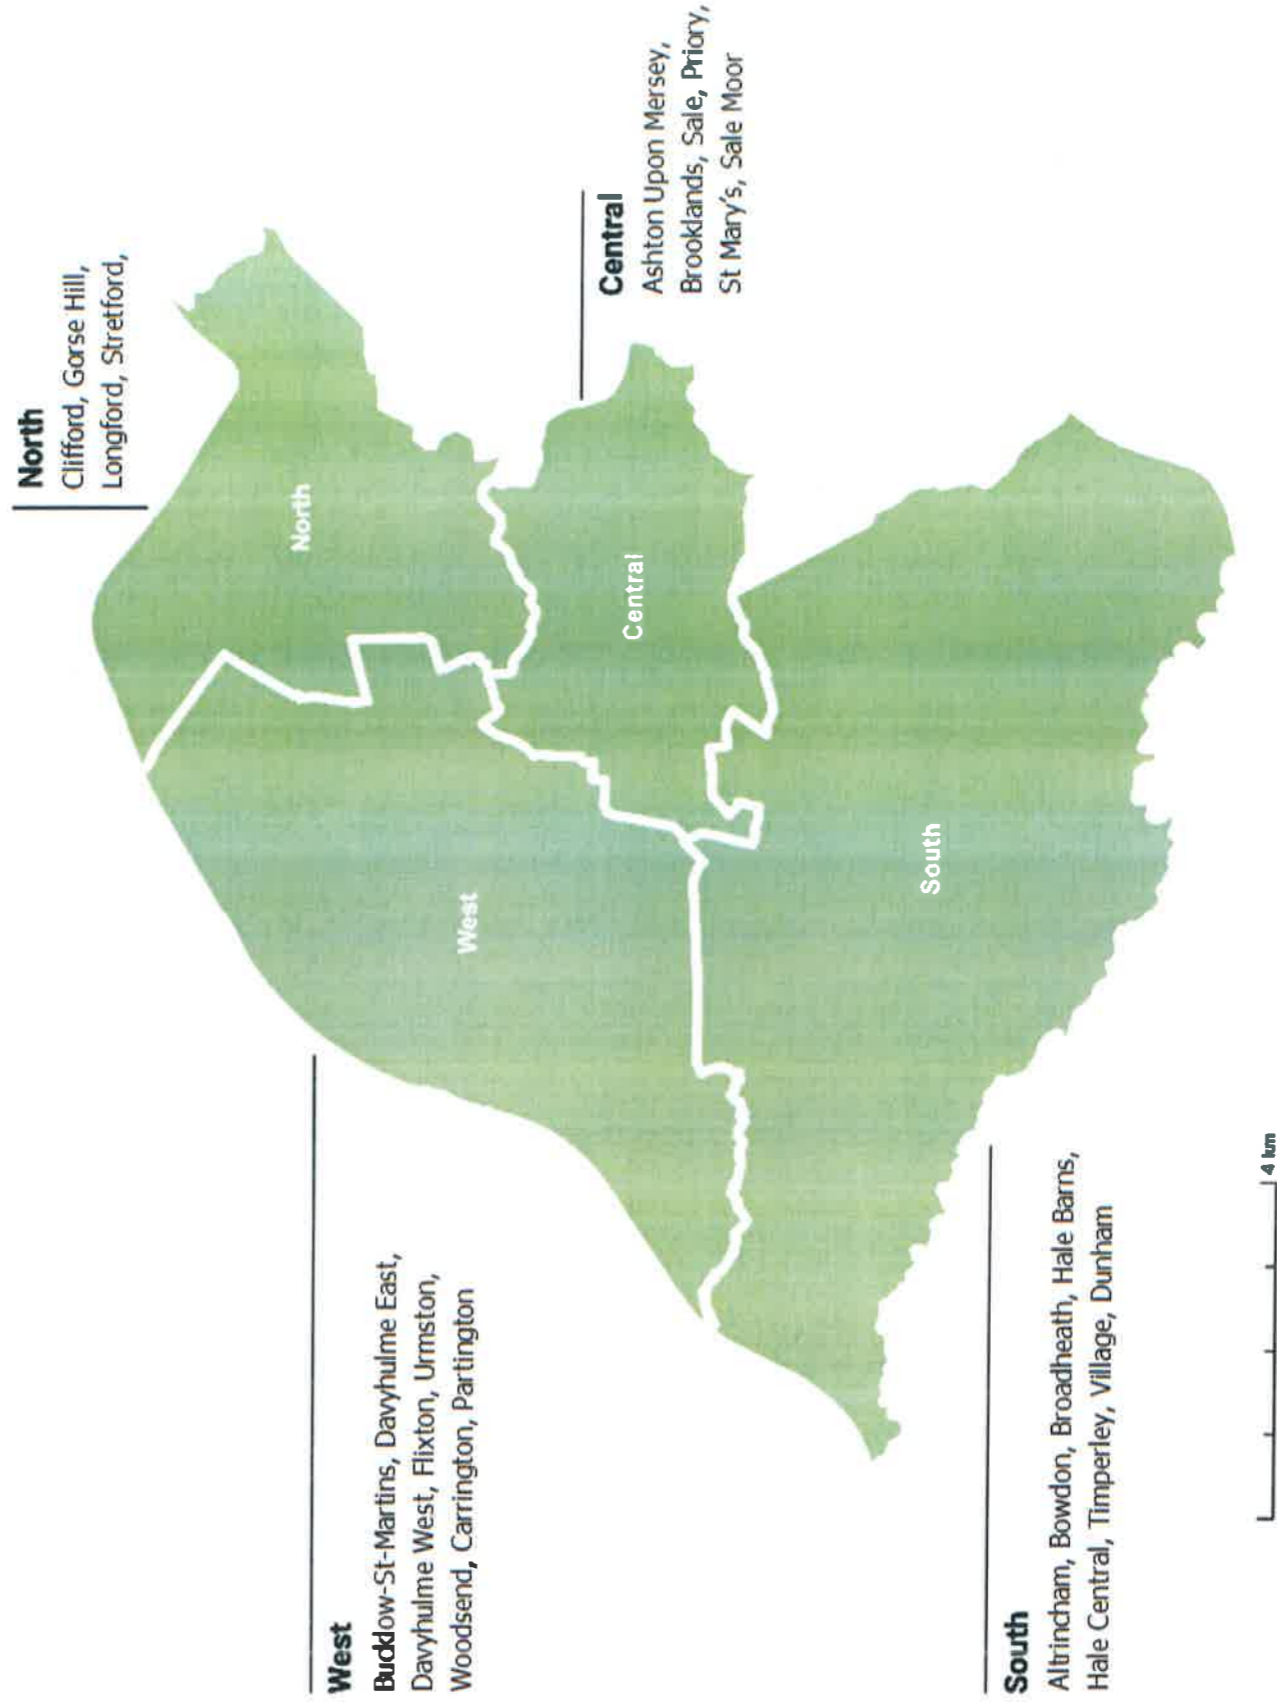 North
Clifford, Gorse Hill,
Longford, Stretford,
Central
Ashton Upon Mersey,
Brooklands, Sale, Priory,
St Mary's, Sale Moor
North
Central
West
South
West
Bucklow-St-Martins, Davyhulme East,
Davyhulme West, Flixton, Urmston,
Woodsend, Carrington, Partington
South
Altrincham, Bowdon, Broadheath, Hale Barns,
Hale Central, Timperley, Village, Dunham
4 km